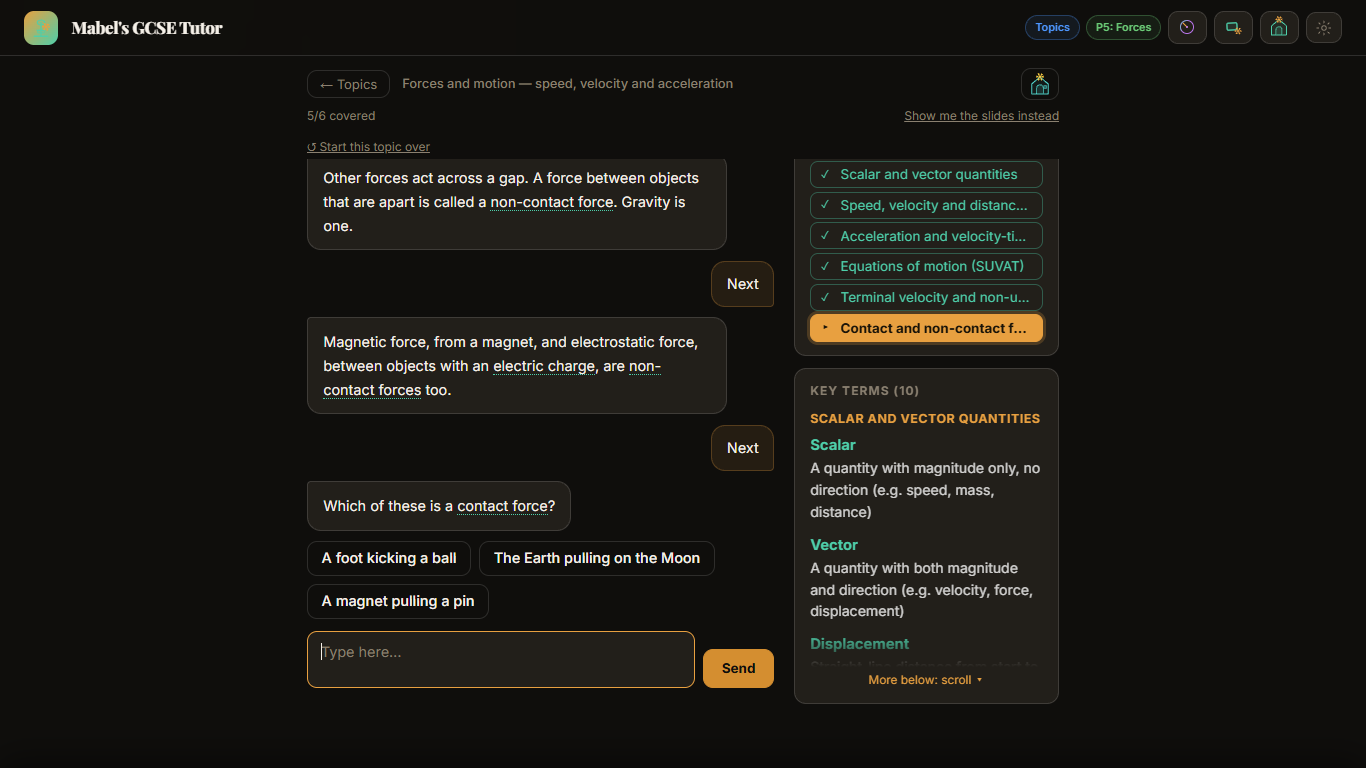 Mabel's GCSE Tutor
Topics
P5: Forces
← Topics
Forces and motion — speed, velocity and acceleration
5/6 covered
Show me the slides instead
↺ Start this topic over
Other forces act across a gap. A force between objects
that are apart is called a non-contact force. Gravity is
one.
Next
Magnetic force, from a magnet, and electrostatic force,
between objects with an electric charge, are non-
contact forces too.
Next
Which of these is a contact force?
A foot kicking a ball
The Earth pulling on the Moon
A magnet pulling a pin
Type here...
Send
✓ Scalar and vector quantities
✓ Speed, velocity and distanc...
✓ Acceleration and velocity-ti...
✓ Equations of motion (SUVAT)
✓ Terminal velocity and non-u...
▸ Contact and non-contact f...
KEY TERMS (10)
SCALAR AND VECTOR QUANTITIES
Scalar
A quantity with magnitude only, no
direction (e.g. speed, mass,
distance)
Vector
A quantity with both magnitude
and direction (e.g. velocity, force,
displacement)
Displacement
More below: scroll ▾